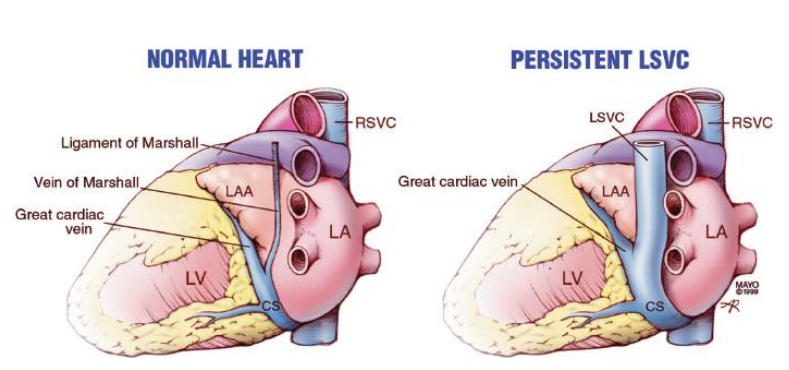 NORMAL HEART
RSVC
Ligament of Marshall
Vein of Marshall
LAA
Great cardiac
vein
LA
LV
CS
PERSISTENT LSVC
LSVC
RSVC
Great cardiac vein
LAA
LA
LV
CS
MAYO
©1999